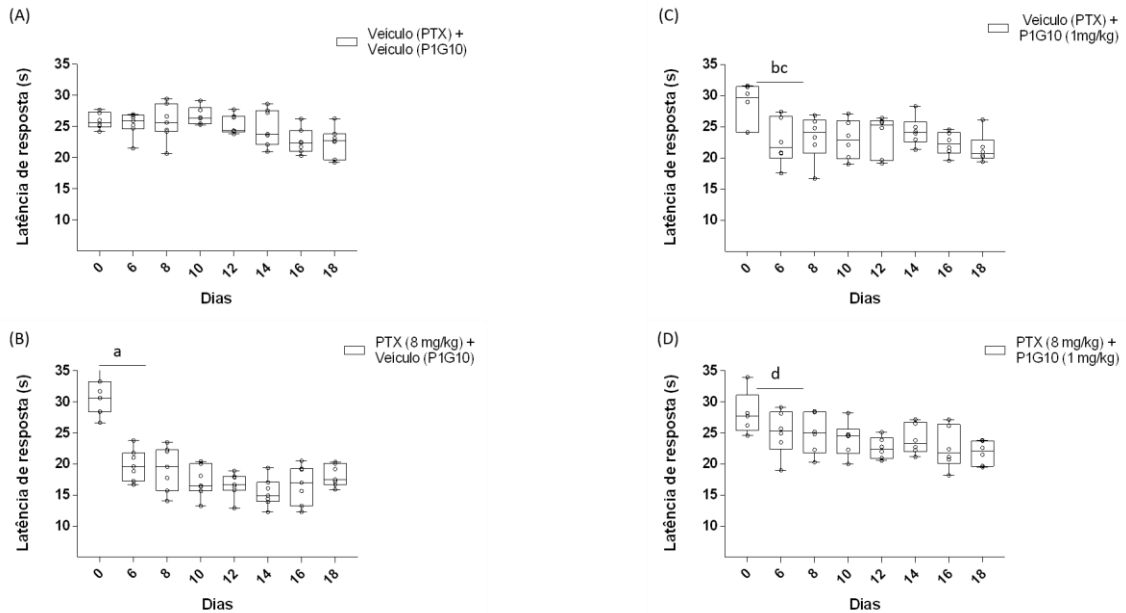 (A)
Veiculo (PTX) +
Veiculo (P1G10)
Latência de resposta (s)
35
30
25
20
15
10
0 6 8 10 12 14 16 18
Dias
(B)
PTX (8 mg/kg) +
Veiculo (P1G10)
a
Latência de resposta (s)
35
30
25
20
15
10
0 6 8 10 12 14 16 18
Dias
(C)
Veiculo (PTX) +
P1G10 (1mg/kg)
bc
Latência de resposta (s)
35
30
25
20
15
10
0 6 8 10 12 14 16 18
Dias
(D)
PTX (8 mg/kg) +
P1G10 (1 mg/kg)
d
Latência de resposta (s)
35
30
25
20
15
10
0 6 8 10 12 14 16 18
Dias